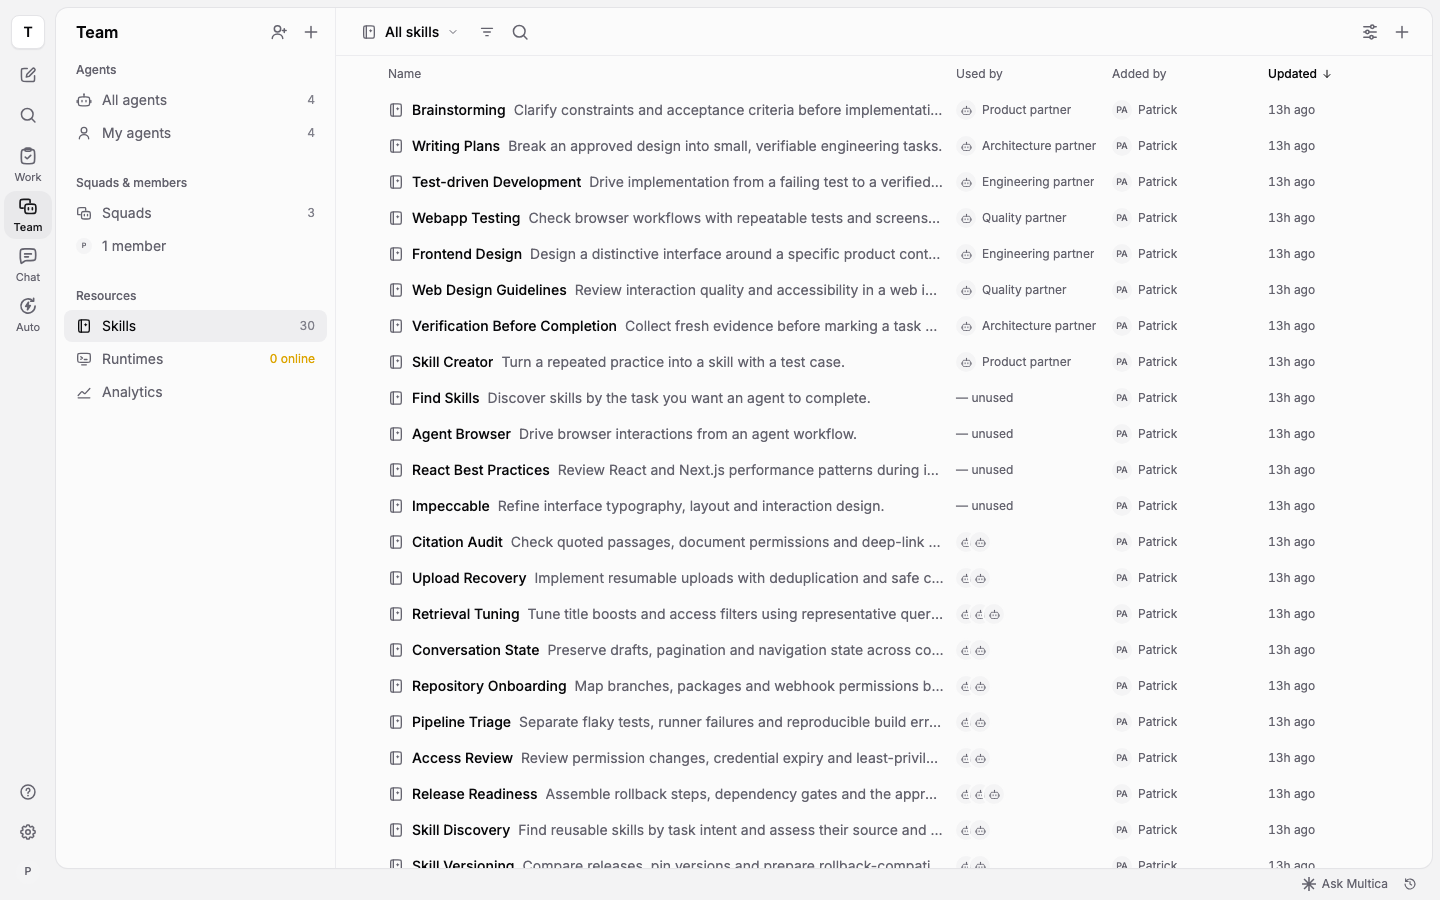 T
Team
Agents
All agents 4
My agents 4
Squads & members
Squads 3
P 1 member
Resources
Skills 30
Runtimes 0 online
Analytics
Work
Team
Chat
Auto
P
All skills
Name Used by Added by Updated ↓
Brainstorming Clarify constraints and acceptance criteria before implementati... Product partner PA Patrick 13h ago
Writing Plans Break an approved design into small, verifiable engineering tasks. Architecture partner PA Patrick 13h ago
Test-driven Development Drive implementation from a failing test to a verified... Engineering partner PA Patrick 13h ago
Webapp Testing Check browser workflows with repeatable tests and screens... Quality partner PA Patrick 13h ago
Frontend Design Design a distinctive interface around a specific product cont... Engineering partner PA Patrick 13h ago
Web Design Guidelines Review interaction quality and accessibility in a web i... Quality partner PA Patrick 13h ago
Verification Before Completion Collect fresh evidence before marking a task ... Architecture partner PA Patrick 13h ago
Skill Creator Turn a repeated practice into a skill with a test case. Product partner PA Patrick 13h ago
Find Skills Discover skills by the task you want an agent to complete. — unused PA Patrick 13h ago
Agent Browser Drive browser interactions from an agent workflow. — unused PA Patrick 13h ago
React Best Practices Review React and Next.js performance patterns during i... — unused PA Patrick 13h ago
Impeccable Refine interface typography, layout and interaction design. — unused PA Patrick 13h ago
Citation Audit Check quoted passages, document permissions and deep-link ... PA Patrick 13h ago
Upload Recovery Implement resumable uploads with deduplication and safe c... PA Patrick 13h ago
Retrieval Tuning Tune title boosts and access filters using representative quer... PA Patrick 13h ago
Conversation State Preserve drafts, pagination and navigation state across co... PA Patrick 13h ago
Repository Onboarding Map branches, packages and webhook permissions b... PA Patrick 13h ago
Pipeline Triage Separate flaky tests, runner failures and reproducible build err... PA Patrick 13h ago
Access Review Review permission changes, credential expiry and least-privil... PA Patrick 13h ago
Release Readiness Assemble rollback steps, dependency gates and the appr... PA Patrick 13h ago
Skill Discovery Find reusable skills by task intent and assess their source and ... PA Patrick 13h ago
Skill Versioning Compare releases, pin versions and prepare rollback-compati... PA Patrick 13h ago
Ask Multica